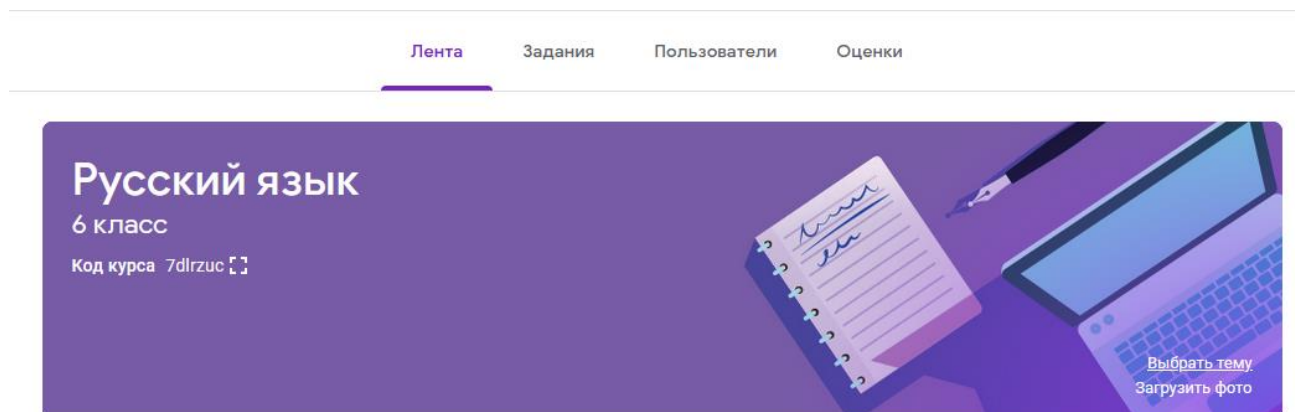 Лента Задания Пользователи Оценки
Русский язык
6 класс
Код курса 7dlrzuc
Выбрать тему
Загрузить фото